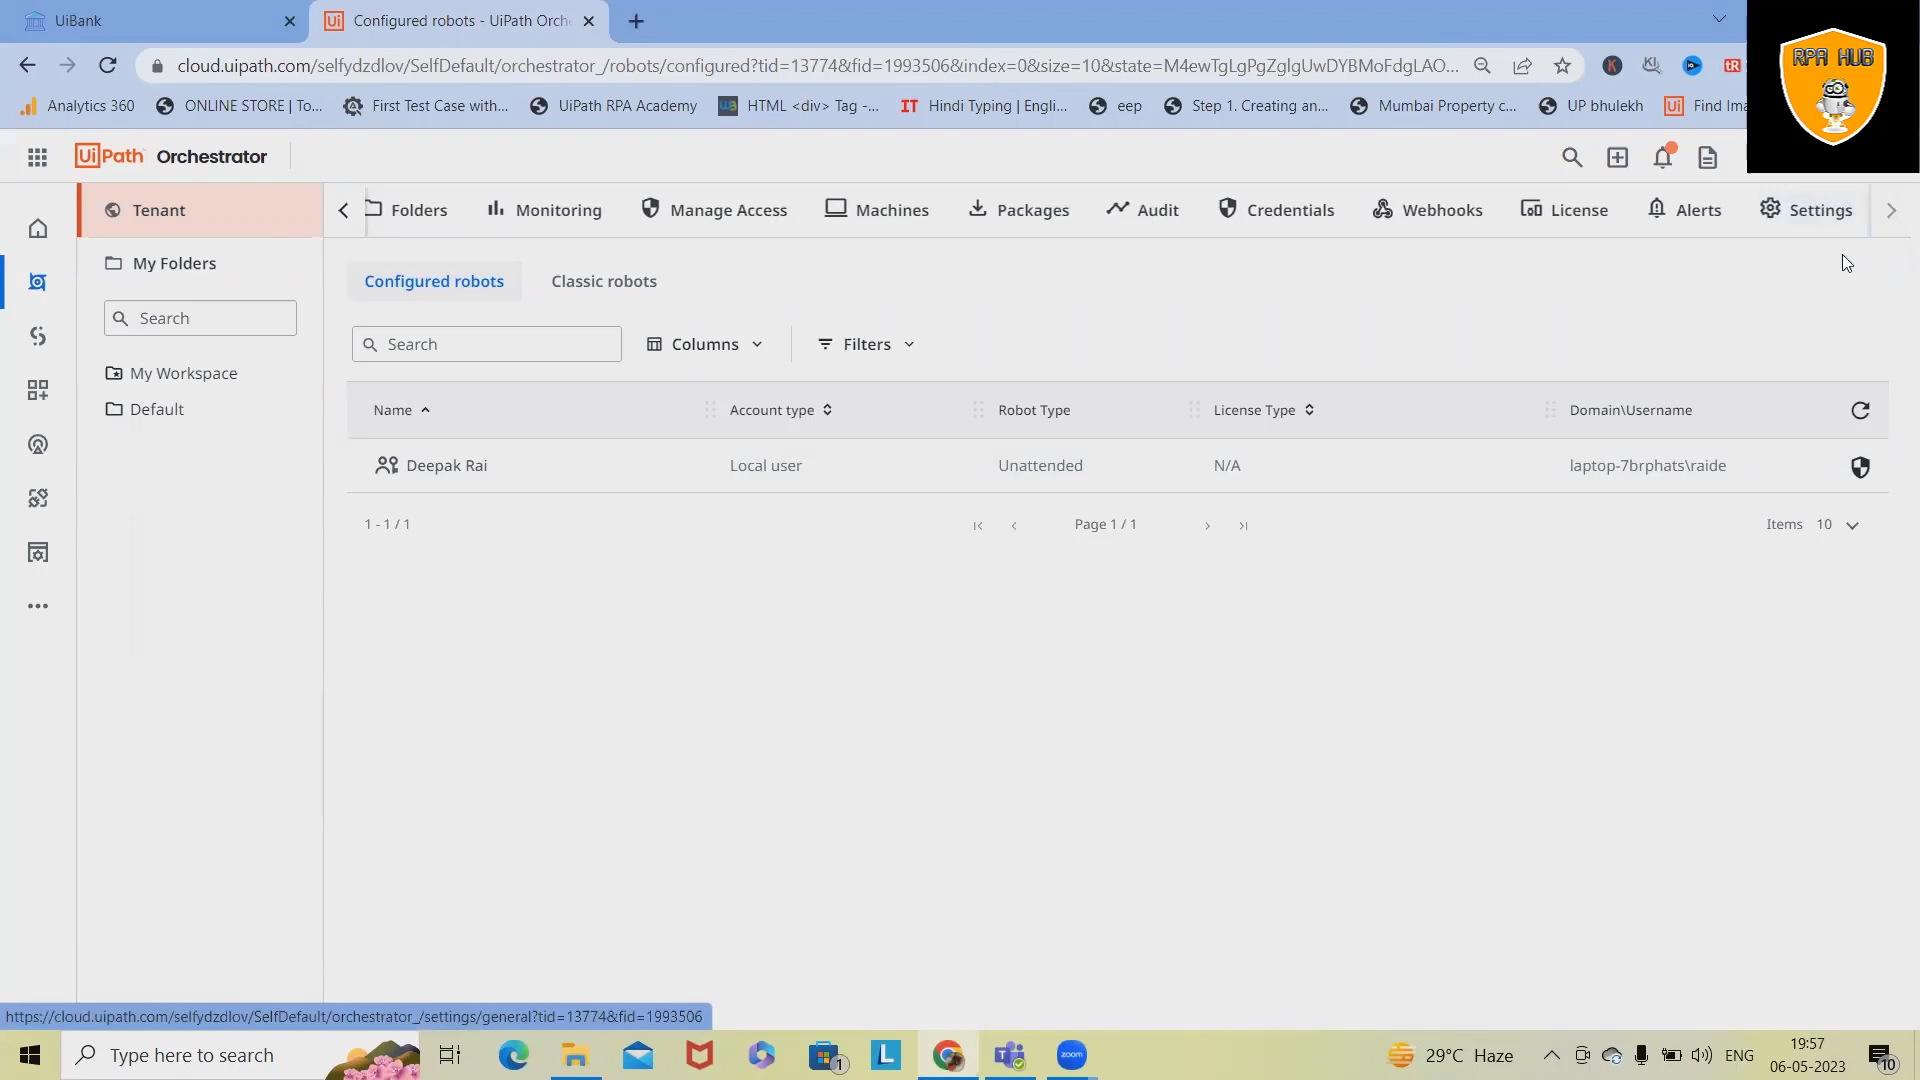 UiBank
Configured robots - UiPath Orch
RPA HUB
cloud.uipath.com/selfydzdlov/SelfDefault/orchestrator_/robots/configured?tid=13774&fid=1993506&index=0&size=10&state=M4ewTgLgPgZglgUwDYBMoFdgLAO...
Analytics 360
ONLINE STORE | To...
First Test Case with...
UiPath RPA Academy
HTML <div> Tag -...
Hindi Typing | Engli...
eep
Step 1. Creating an...
Mumbai Property c...
UP bhulekh
Find Ima
UiPath Orchestrator
Tenant
Folders
Monitoring
Manage Access
Machines
Packages
Audit
Credentials
Webhooks
License
Alerts
Settings
My Folders
Configured robots
Classic robots
Search
Search
Columns
Filters
My Workspace
Default
Name
Account type
Robot Type
License Type
Domain\Username
Deepak Rai
Local user
Unattended
N/A
laptop-7brphats\raide
1 - 1 / 1
Page 1 / 1
Items 10
https://cloud.uipath.com/selfydzdlov/SelfDefault/orchestrator_/settings/general?tid=13774&fid=1993506
Type here to search
1
L
zoom
29°C Haze
ENG
19:57
06-05-2023
10